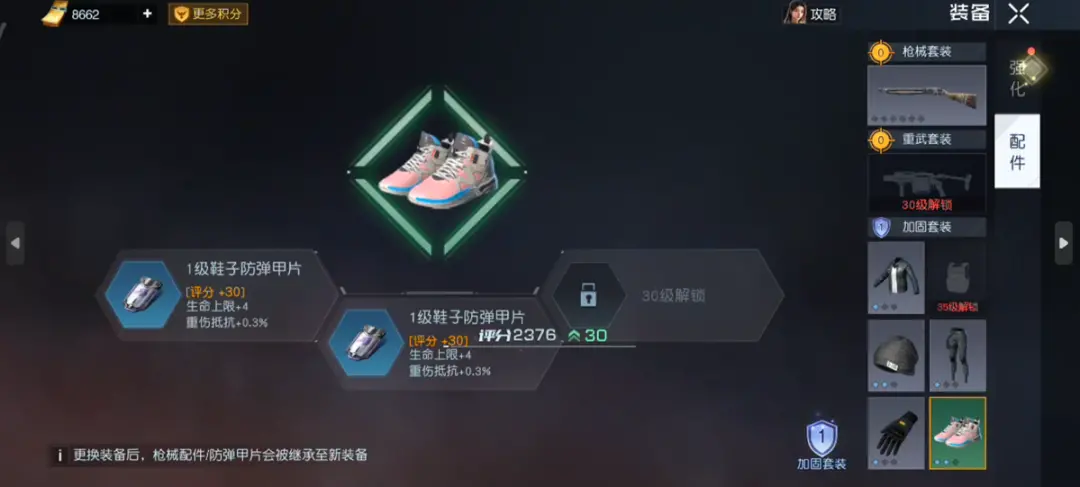 8662
更多积分
攻略
装备
0
枪械套装
强化
0
重武套装
配件
30级解锁
1
加固套装
35级解锁
1级鞋子防弹甲片
[评分 +30]
生命上限+4
重伤抵抗+0.3%
1级鞋子防弹甲片
[评分 +30]
生命上限+4
重伤抵抗+0.3%
30级解锁
评分2376 30
1
加固套装
i 更换装备后，枪械配件/防弹甲片会被继承至新装备